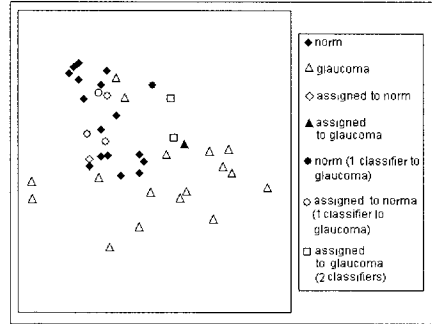 norm
glaucoma
assigned to norm
assigned
to glaucoma
norm (1 classifier to
glaucoma)
assigned to norma
(1 classifier to
glaucoma)
assigned
to glaucoma
(2 classifiers)